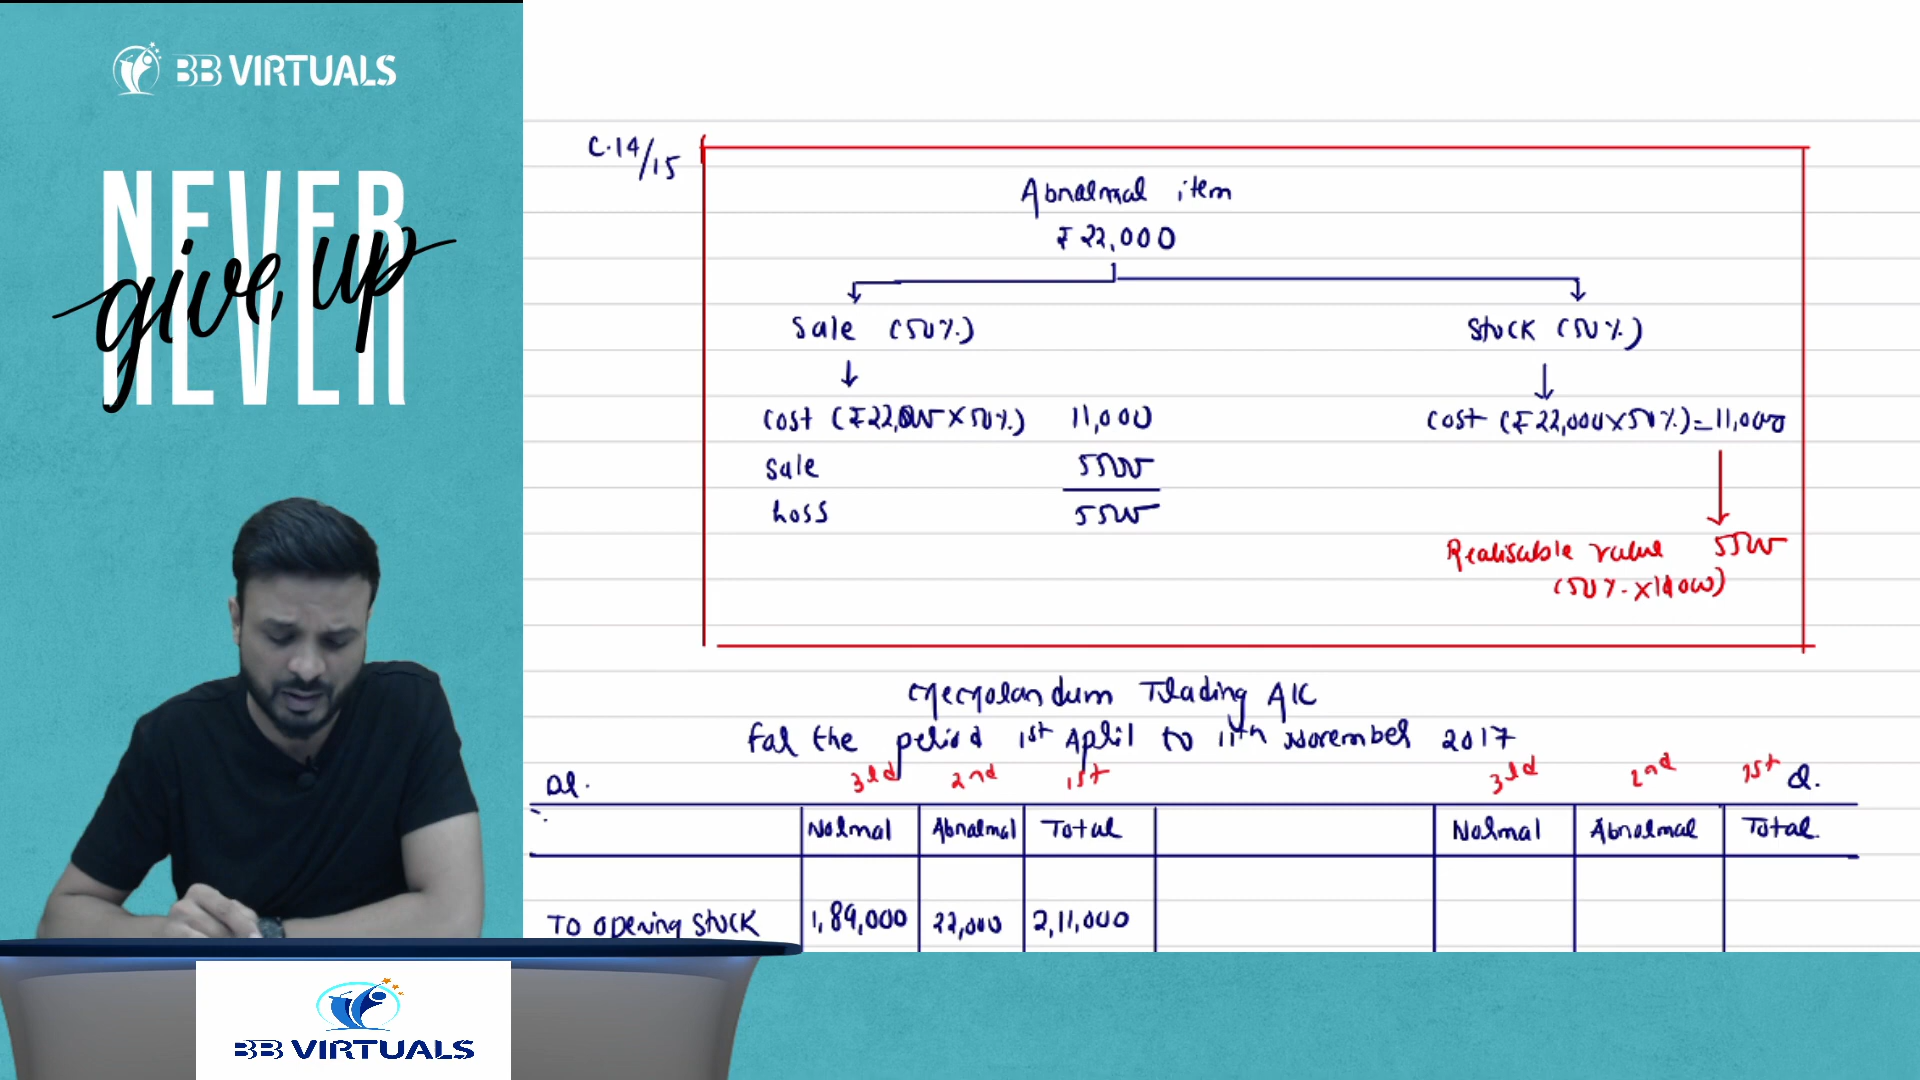 BB VIRTUALS
NEVER
give up
NEVER
C.14/15
Abnormal item
₹22,000
Sale (50%)
Stock (50%)
Cost (₹22,000×50%) 11,000
Cost (₹22,000×50%) = 11,000
Sale 5500
Loss 5500
Realisable value 5500
(50%×11000)
Memorandum Trading A/C
For the period 1st April to 11th November 2017
Dr. 3rd 2nd 1st 3rd 2nd 1st Cr.
Normal Abnormal Total Normal Abnormal Total
To opening Stock 1,89,000 22,000 2,11,000
BB VIRTUALS